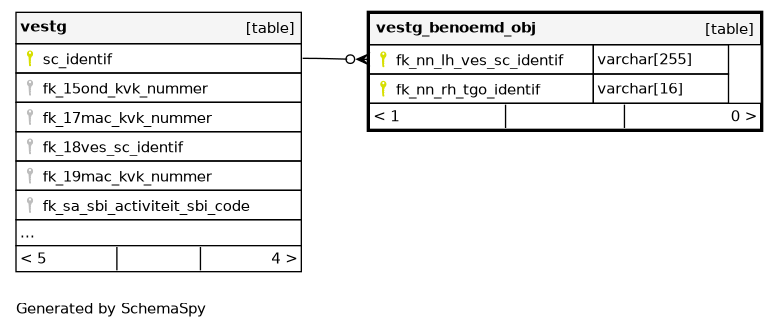 vestg [table]
sc_identif
fk_15ond_kvk_nummer
fk_17mac_kvk_nummer
fk_18ves_sc_identif
fk_19mac_kvk_nummer
fk_sa_sbi_activiteit_sbi_code
...
< 5 4 >
vestg_benoemd_obj [table]
fk_nn_lh_ves_sc_identif varchar[255]
fk_nn_rh_tgo_identif varchar[16]
< 1 0 >
Generated by SchemaSpy